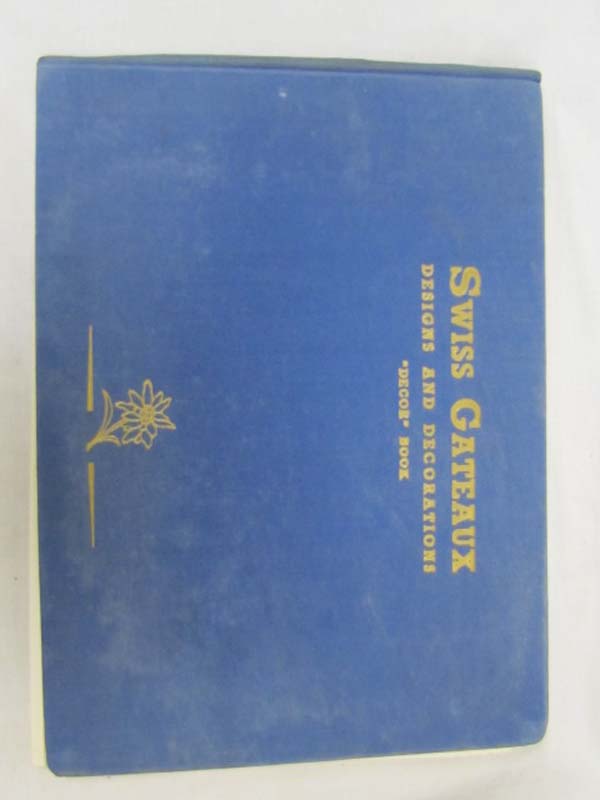 SWISS GATEAUX
DESIGNS AND DECORATIONS
"DECOR" BOOK